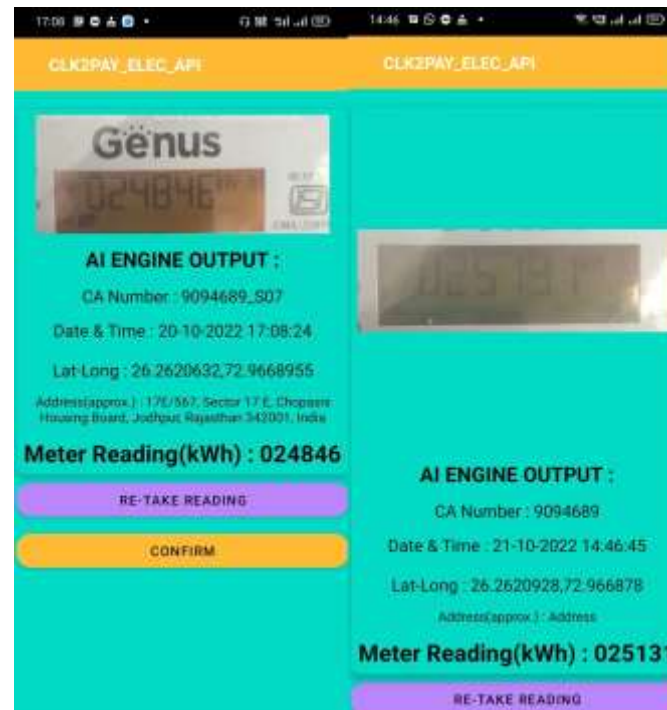 17:08
CLK2PAY_ELEC_API
Genus
02484
AI ENGINE OUTPUT :
CA Number : 9094689_S07
Date & Time : 20-10-2022 17:08:24
Lat-Long : 26.2620632,72.9668955
Address(approx.) : 17E/567, Sector 17 E, Chopasni
Housing Board, Jodhpur, Rajasthan 342001, India
Meter Reading(kWh) : 024846
RE-TAKE READING
CONFIRM
14:46
CLK2PAY_ELEC_API
AI ENGINE OUTPUT :
CA Number : 9094689
Date & Time : 21-10-2022 14:46:45
Lat-Long : 26.2620928,72.966878
Address(approx.) : Address
Meter Reading(kWh) : 025131
RE-TAKE READING